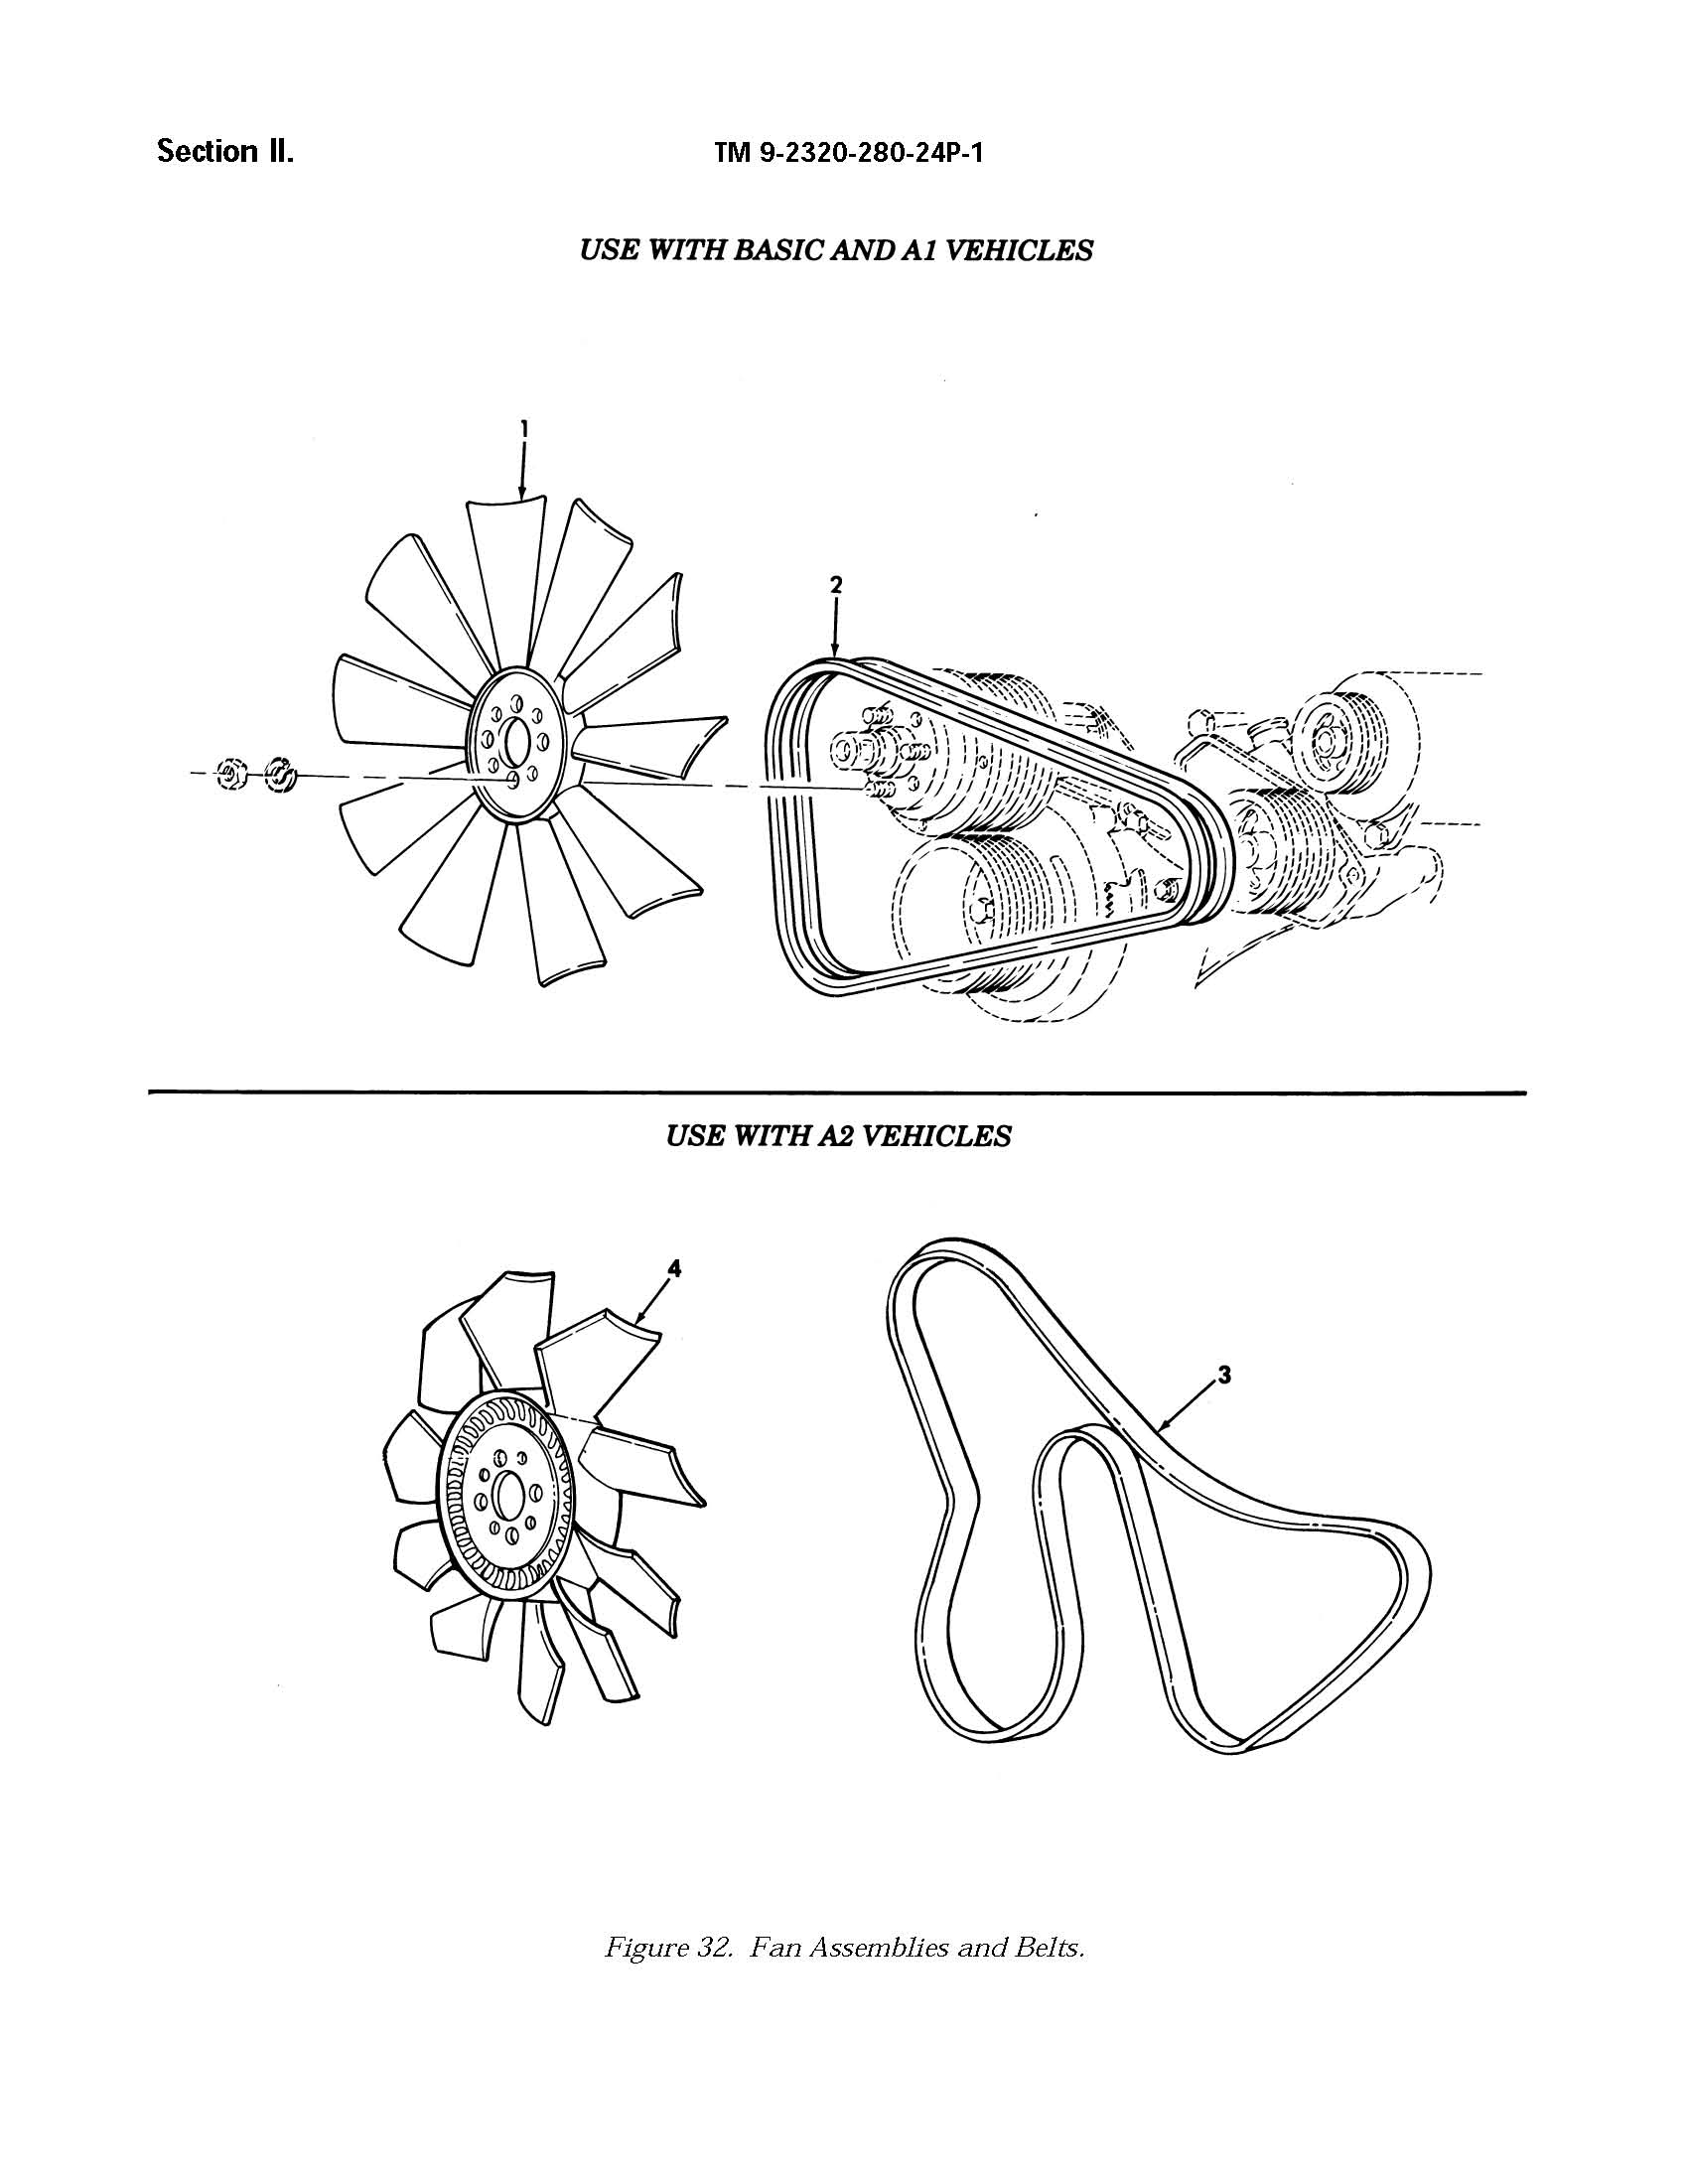 Section II.
TM 9-2320-280-24P-1
USE WITH BASIC AND A1 VEHICLES
1
2
USE WITH A2 VEHICLES
4
3
Figure 32. Fan Assemblies and Belts.